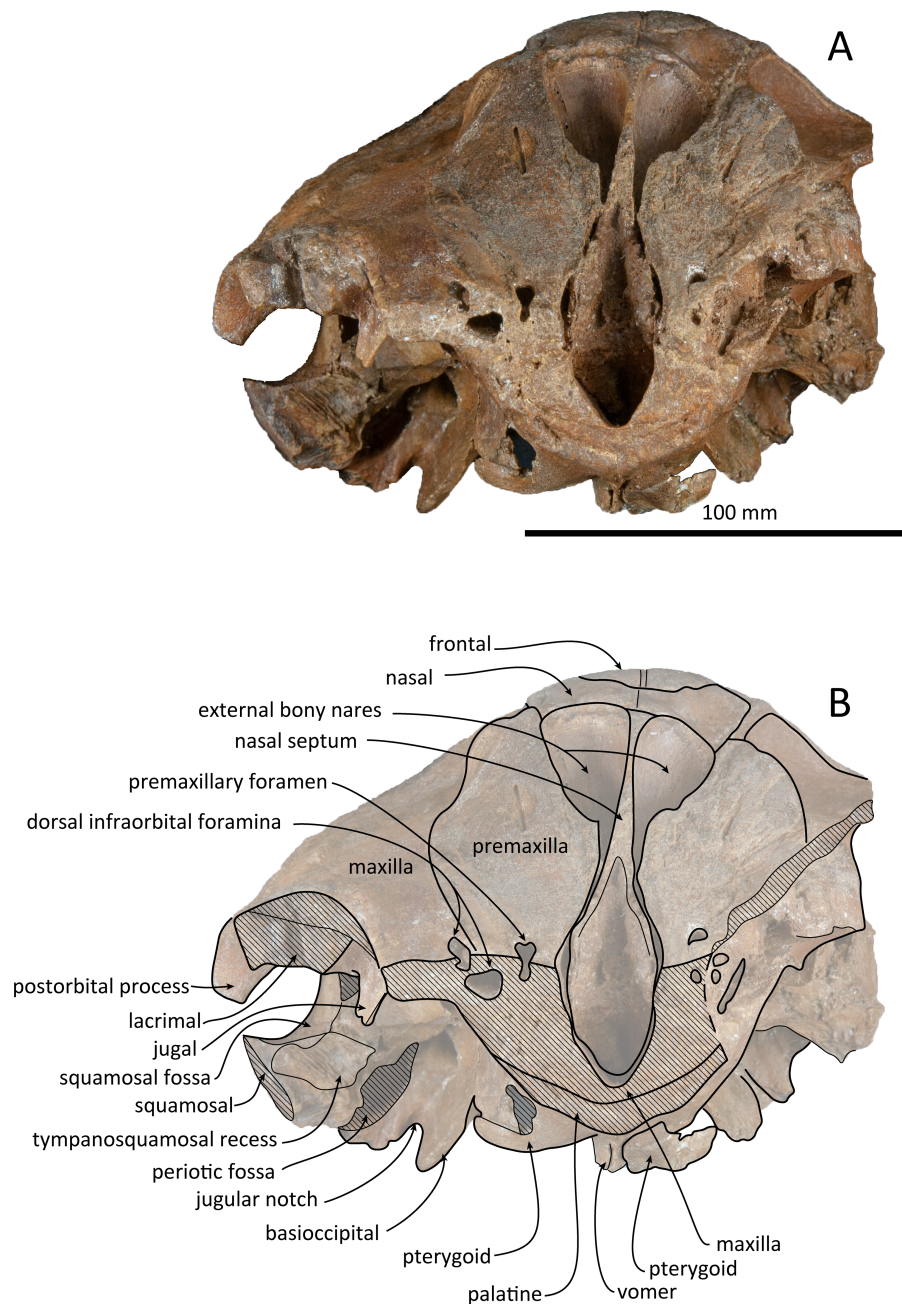 A
100 mm
frontal
nasal
B
external bony nares
nasal septum
premaxillary foramen
dorsal infraorbital foramina
maxilla
premaxilla
postorbital process
lacrimal
jugal
squamosal fossa
squamosal
tympanosquamosal recess
periotic fossa
jugular notch
basioccipital
pterygoid
palatine
maxilla
pterygoid
vomer